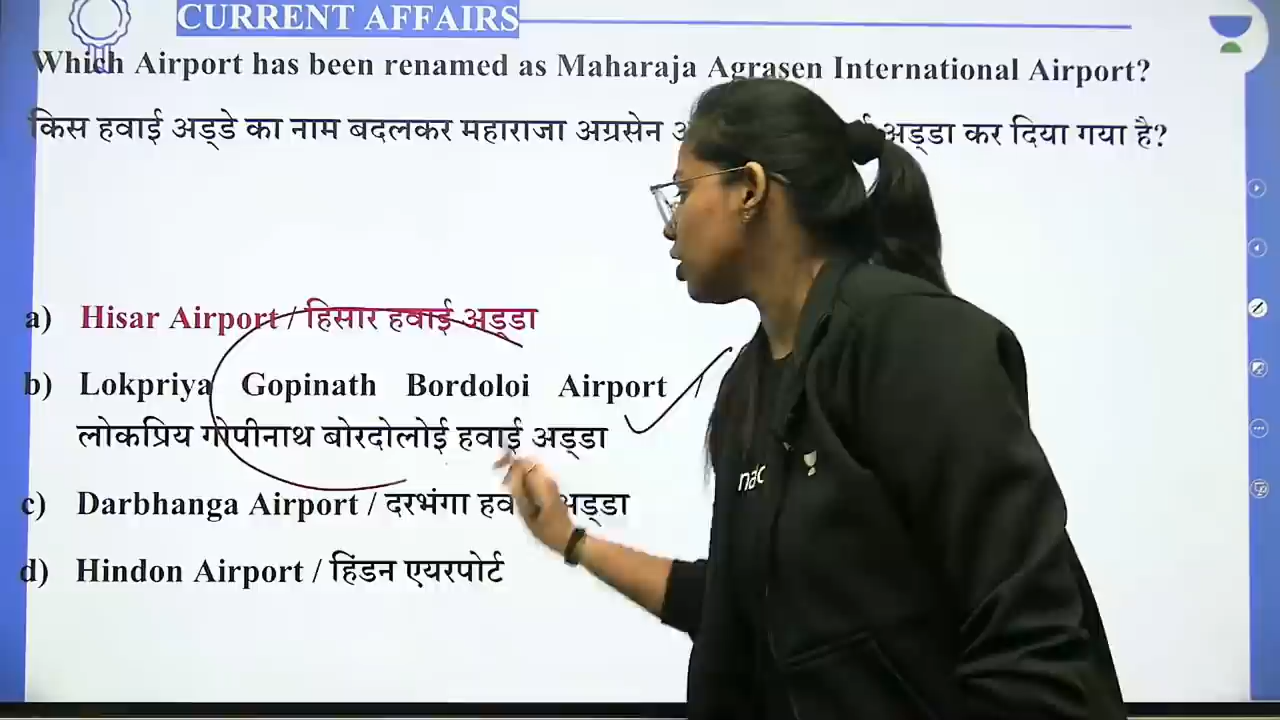 CURRENT AFFAIRS
Which Airport has been renamed as Maharaja Agrasen International Airport?
किस हवाई अड्डे का नाम बदलकर महाराजा अग्रसेन अड्डा कर दिया गया है?
a) Hisar Airport / हिसार हवाई अड्डा
b) Lokpriya Gopinath Bordoloi Airport
लोकप्रिय गोपीनाथ बोरदोलोई हवाई अड्डा
c) Darbhanga Airport / दरभंगा अड्डा
d) Hindon Airport / हिंडन एयरपोर्ट